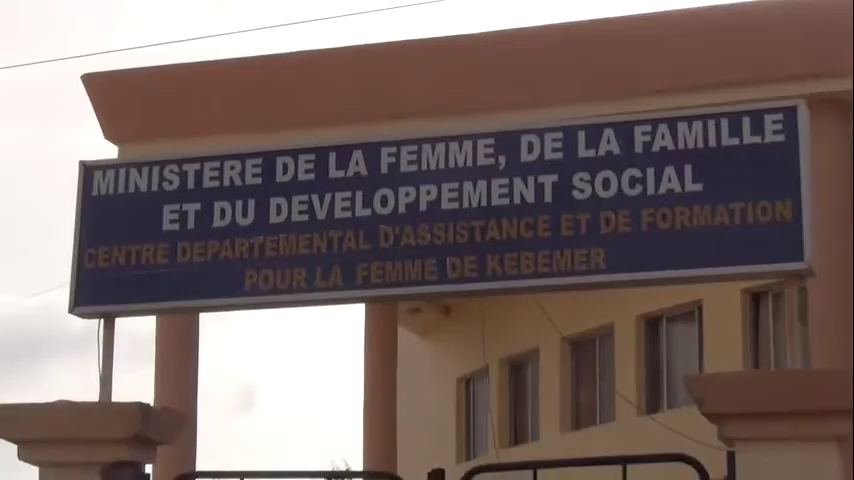 MINISTERE DE LA FEMME, DE LA FAMILLE
ET DU DEVELOPPEMENT SOCIAL
CENTRE DEPARTEMENTAL D'ASSISTANCE ET DE FORMATION
POUR LA FEMME DE KEBEMER